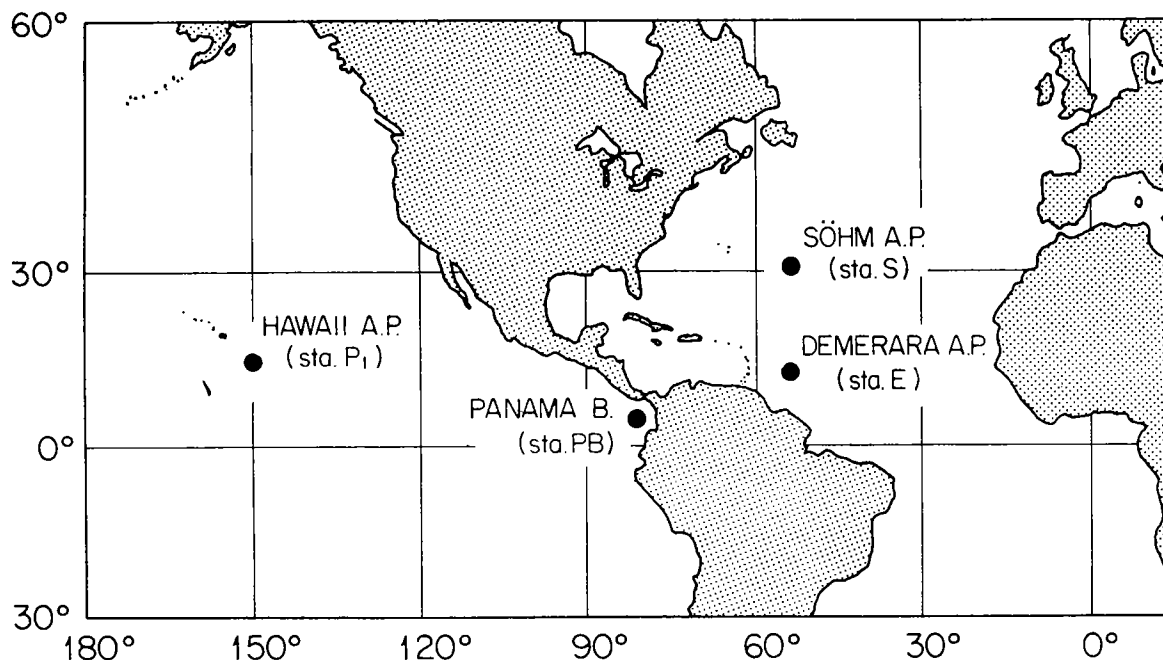 60°
SÖHM A.P.
(sta. S)
30°
HAWAII A.P.
(sta. P₁)
DEMERARA A.P.
(sta. E)
PANAMA B.
(sta. PB)
0°
30°
180° 150° 120° 90° 60° 30° 0°